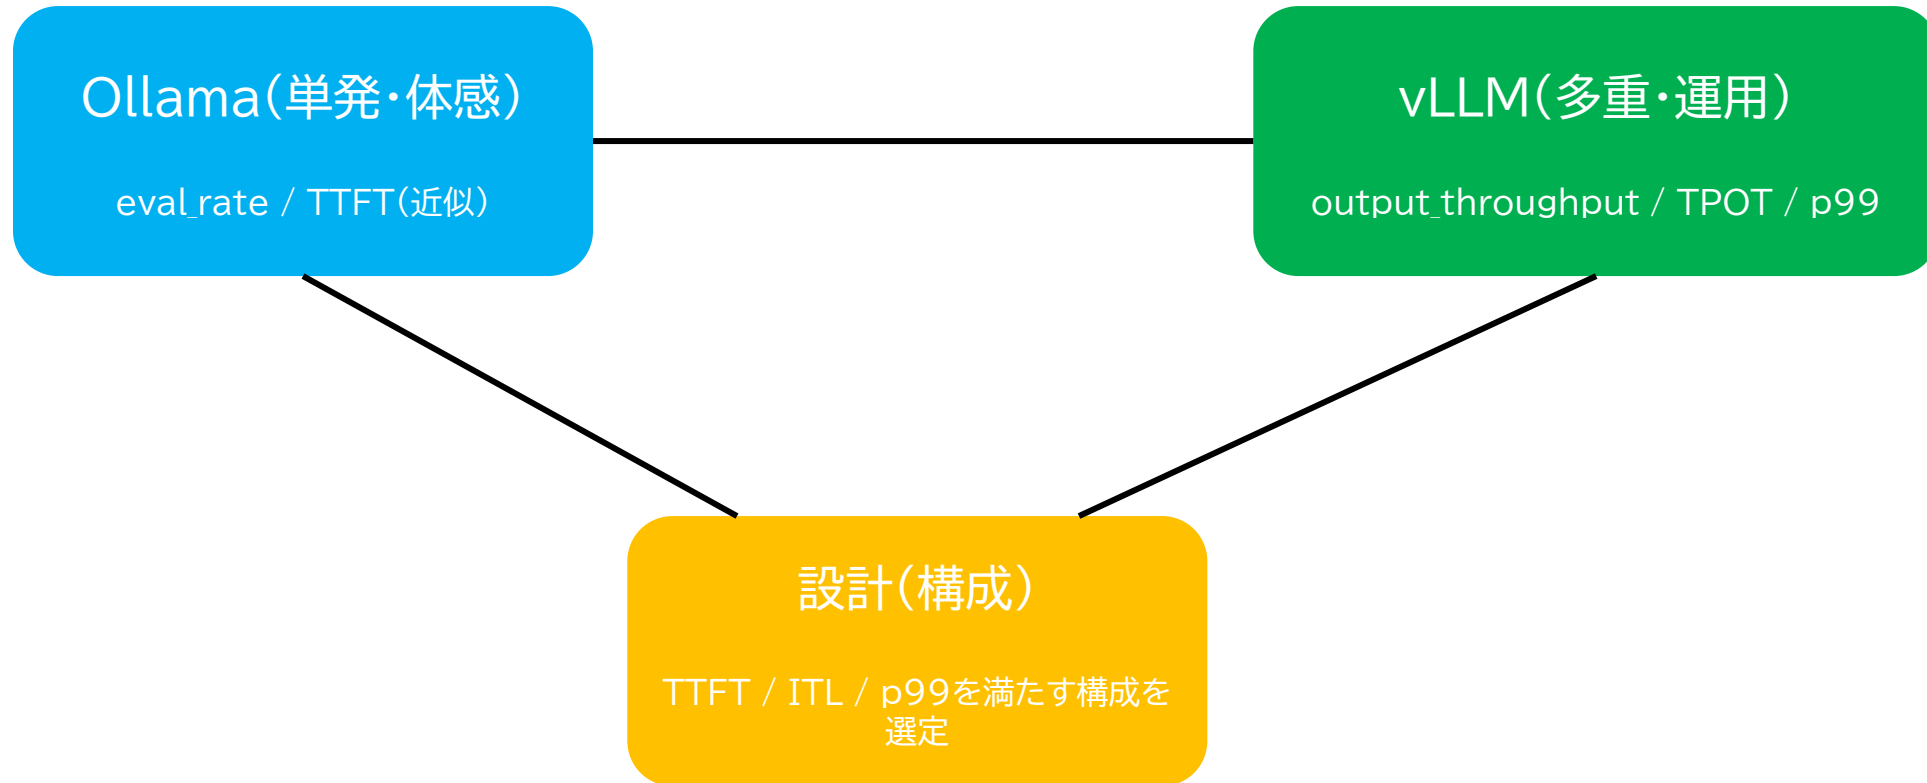 Ollama（単発・体感）
eval_rate / TTFT（近似）
vLLM（多重・運用）
output_throughput / TPOT / p99
設計（構成）
TTFT / ITL / p99を満たす構成を
選定